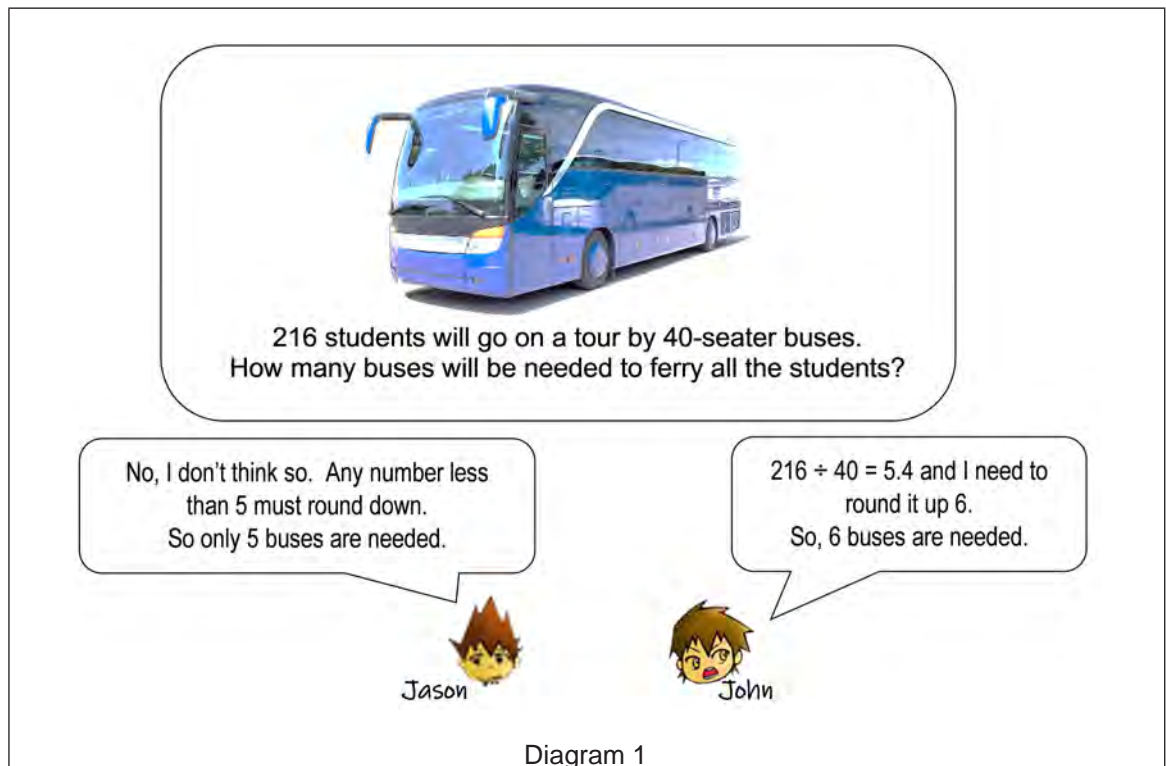 216 students will go on a tour by 40-seater buses.
How many buses will be needed to ferry all the students?
No, I don't think so. Any number less
than 5 must round down.
So only 5 buses are needed.
216 ÷ 40 = 5.4 and I need to
round it up 6.
So, 6 buses are needed.
Jason
John
Diagram 1